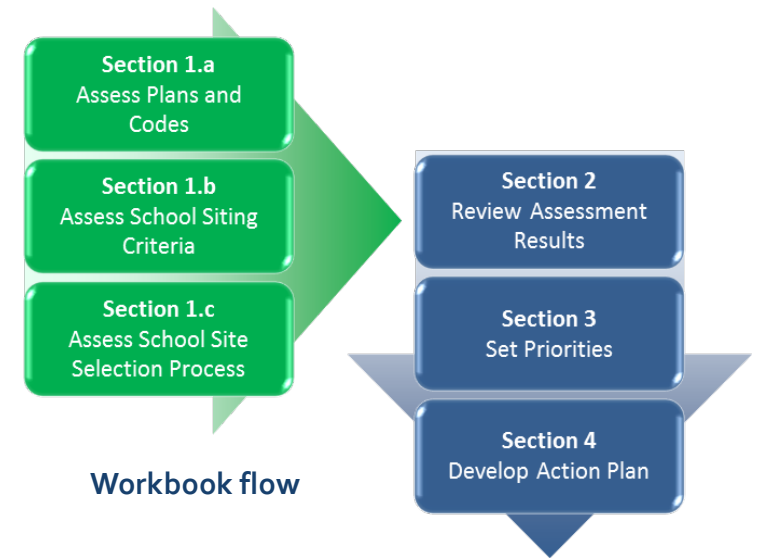 Section 1.a
Assess Plans and
Codes
Section 1.b
Assess School Siting
Criteria
Section 1.c
Assess School Site
Selection Process
Section 2
Review Assessment
Results
Section 3
Set Priorities
Section 4
Develop Action Plan
Workbook flow